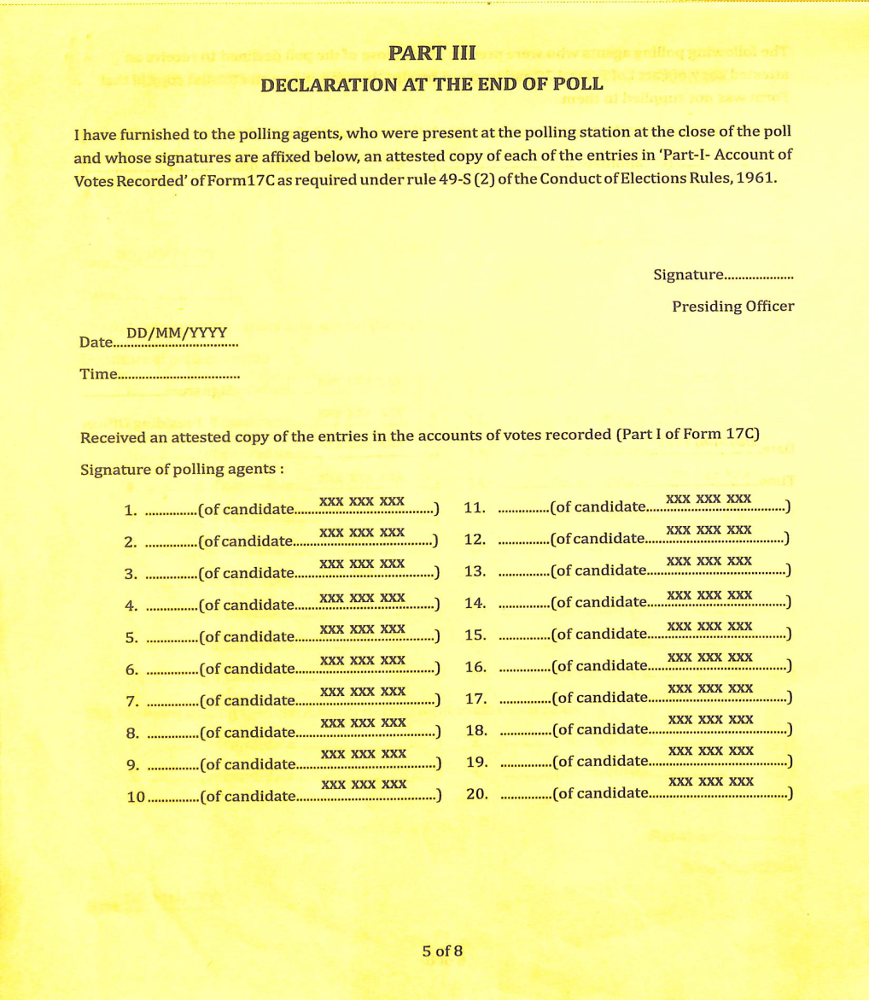 PART III
DECLARATION AT THE END OF POLL
I have furnished to the polling agents, who were present at the polling station at the close of the poll
and whose signatures are affixed below, an attested copy of each of the entries in ‘Part-I- Account of
Votes Recorded’ of Form17C as required under rule 49-S (2) of the Conduct of Elections Rules, 1961.
Signature....................
Presiding Officer
Date....DD/MM/YYYY....
Time...................................
Received an attested copy of the entries in the accounts of votes recorded (Part I of Form 17C)
Signature of polling agents :
1. ...............(of candidate.....xxx xxx xxx.....)
2. ...............(of candidate.....xxx xxx xxx.....)
3. ...............(of candidate.....xxx xxx xxx.....)
4. ...............(of candidate.....xxx xxx xxx.....)
5. ...............(of candidate.....xxx xxx xxx.....)
6. ...............(of candidate.....xxx xxx xxx.....)
7. ...............(of candidate.....xxx xxx xxx.....)
8. ...............(of candidate.....xxx xxx xxx.....)
9. ...............(of candidate.....xxx xxx xxx.....)
10 ...............(of candidate.....xxx xxx xxx.....)
11. ...............(of candidate.....xxx xxx xxx.....)
12. ...............(of candidate.....xxx xxx xxx.....)
13. ...............(of candidate.....xxx xxx xxx.....)
14. ...............(of candidate.....xxx xxx xxx.....)
15. ...............(of candidate.....xxx xxx xxx.....)
16. ...............(of candidate.....xxx xxx xxx.....)
17. ...............(of candidate.....xxx xxx xxx.....)
18. ...............(of candidate.....xxx xxx xxx.....)
19. ...............(of candidate.....xxx xxx xxx.....)
20. ...............(of candidate.....xxx xxx xxx.....)
5 of 8